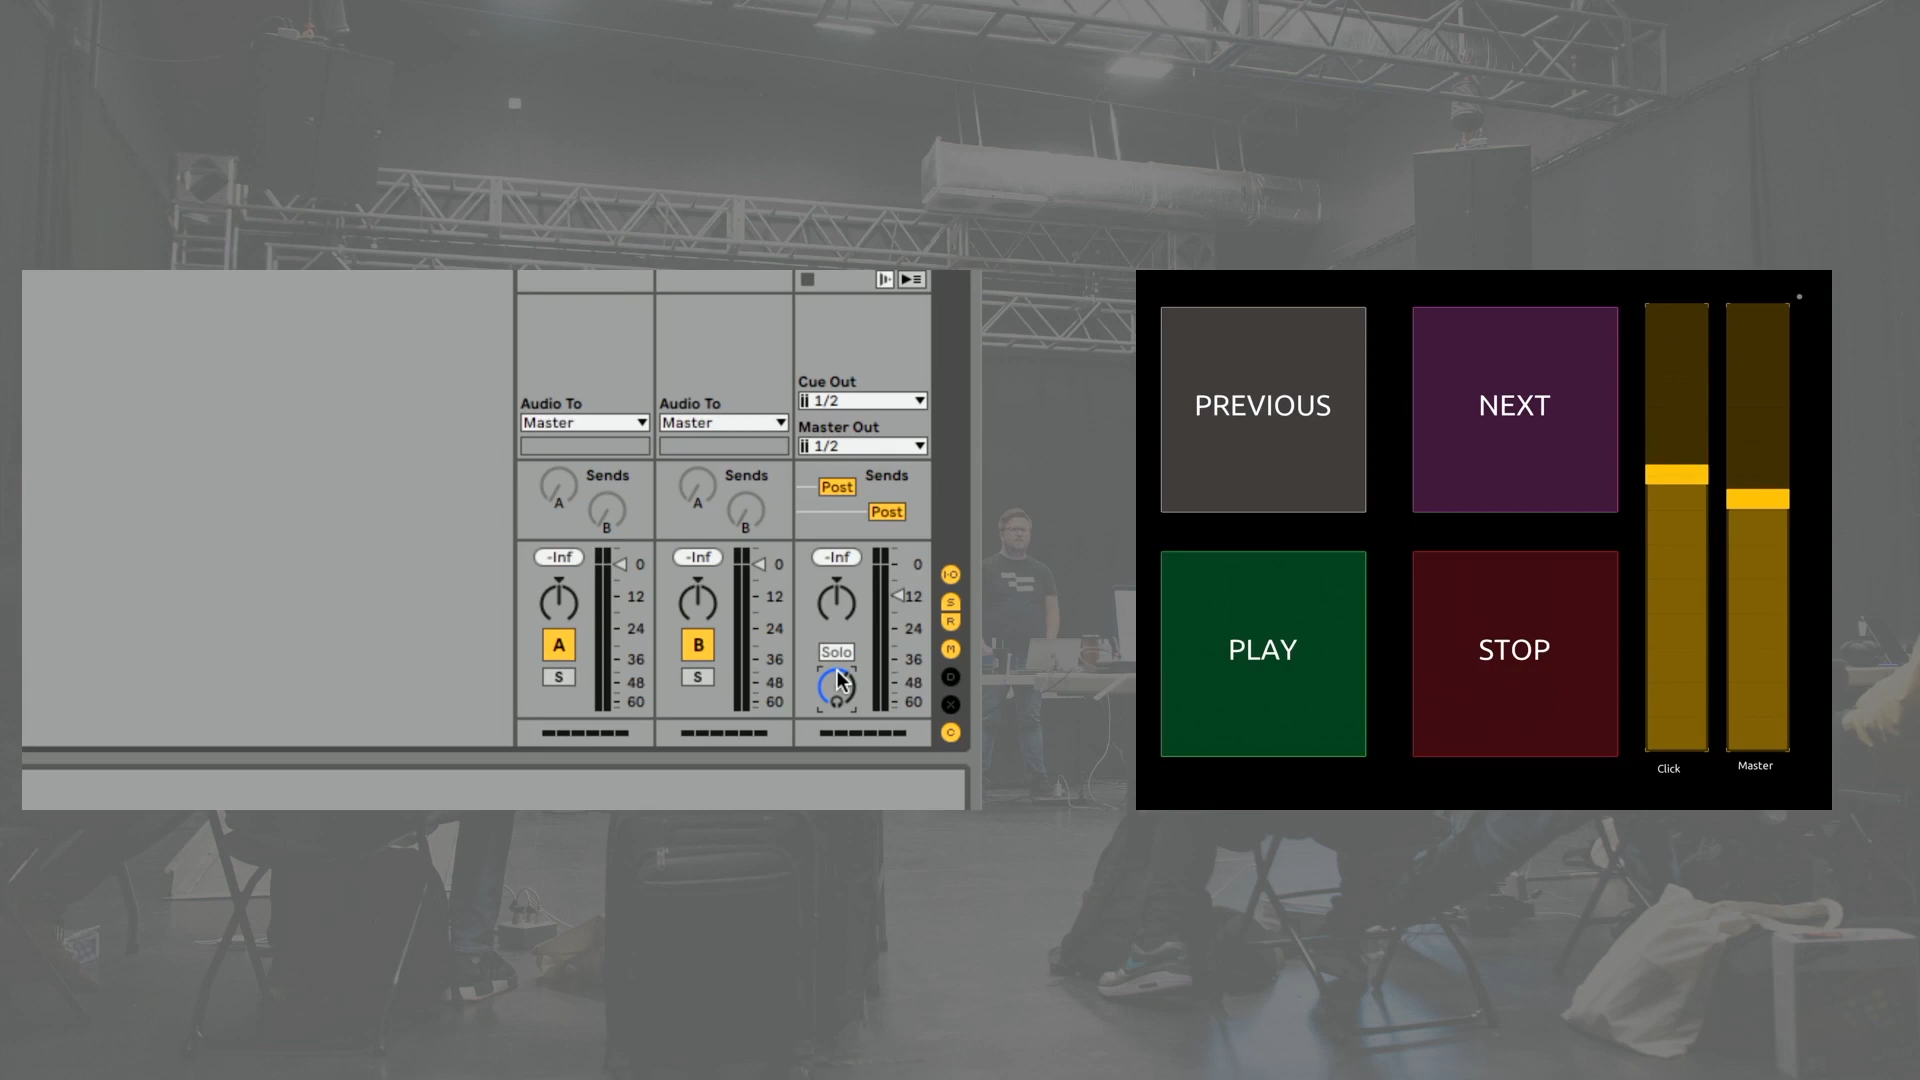 Cue Out
1/2
Audio To
Audio To
Master
Master
Master Out
1/2
Sends
A
B
Sends
A
B
Sends
Post
Post
-Inf
0
12
24
36
48
60
A
S
-Inf
0
12
24
36
48
60
B
S
-Inf
0
12
24
36
48
60
Solo
I·O
S
R
M
D
X
C
PREVIOUS
NEXT
PLAY
STOP
Click
Master